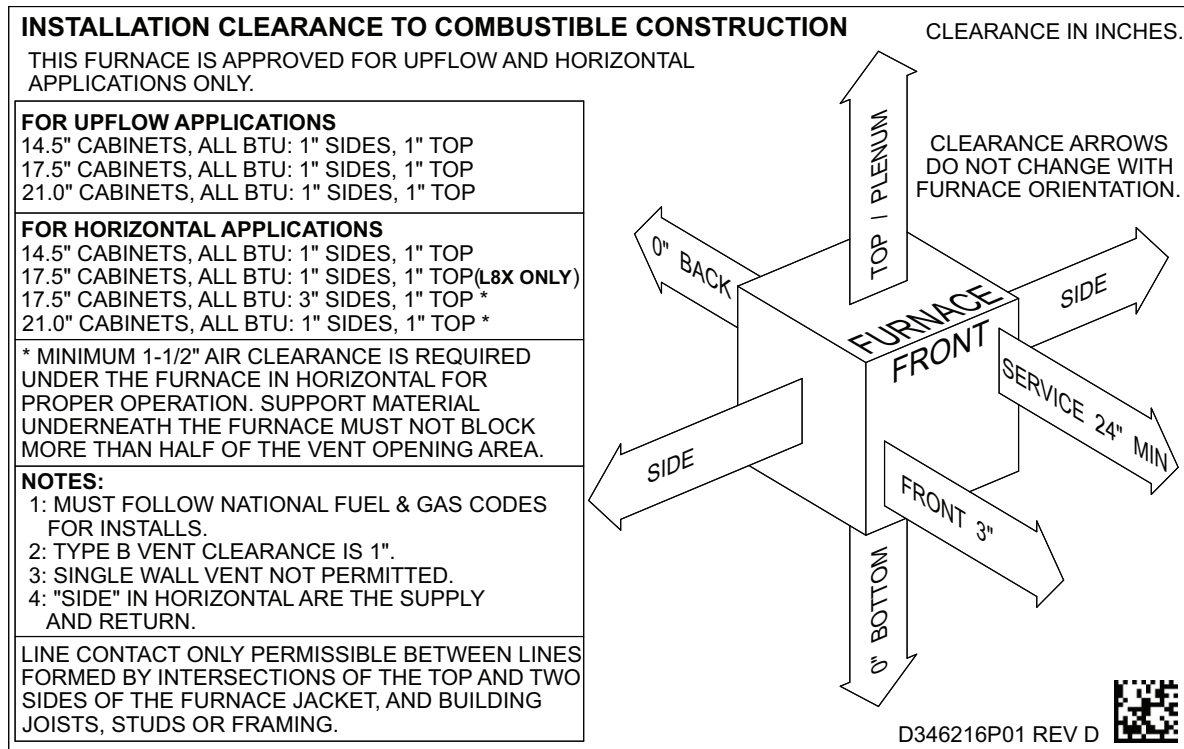 INSTALLATION CLEARANCE TO COMBUSTIBLE CONSTRUCTION
CLEARANCE IN INCHES.
THIS FURNACE IS APPROVED FOR UPFLOW AND HORIZONTAL
APPLICATIONS ONLY.
FOR UPFLOW APPLICATIONS
14.5" CABINETS, ALL BTU: 1" SIDES, 1" TOP
17.5" CABINETS, ALL BTU: 1" SIDES, 1" TOP
21.0" CABINETS, ALL BTU: 1" SIDES, 1" TOP
FOR HORIZONTAL APPLICATIONS
14.5" CABINETS, ALL BTU: 1" SIDES, 1" TOP
17.5" CABINETS, ALL BTU: 1" SIDES, 1" TOP(L8X ONLY)
17.5" CABINETS, ALL BTU: 3" SIDES, 1" TOP *
21.0" CABINETS, ALL BTU: 1" SIDES, 1" TOP *
* MINIMUM 1-1/2" AIR CLEARANCE IS REQUIRED
UNDER THE FURNACE IN HORIZONTAL FOR
PROPER OPERATION. SUPPORT MATERIAL
UNDERNEATH THE FURNACE MUST NOT BLOCK
MORE THAN HALF OF THE VENT OPENING AREA.
NOTES:
1: MUST FOLLOW NATIONAL FUEL & GAS CODES
FOR INSTALLS.
2: TYPE B VENT CLEARANCE IS 1".
3: SINGLE WALL VENT NOT PERMITTED.
4: "SIDE" IN HORIZONTAL ARE THE SUPPLY
AND RETURN.
LINE CONTACT ONLY PERMISSIBLE BETWEEN LINES
FORMED BY INTERSECTIONS OF THE TOP AND TWO
SIDES OF THE FURNACE JACKET, AND BUILDING
JOISTS, STUDS OR FRAMING.
CLEARANCE ARROWS
DO NOT CHANGE WITH
FURNACE ORIENTATION.
TOP / PLENUM
0" BACK
SIDE
FURNACE
FRONT
SERVICE 24" MIN
SIDE
FRONT 3"
0" BOTTOM
D346216P01 REV D